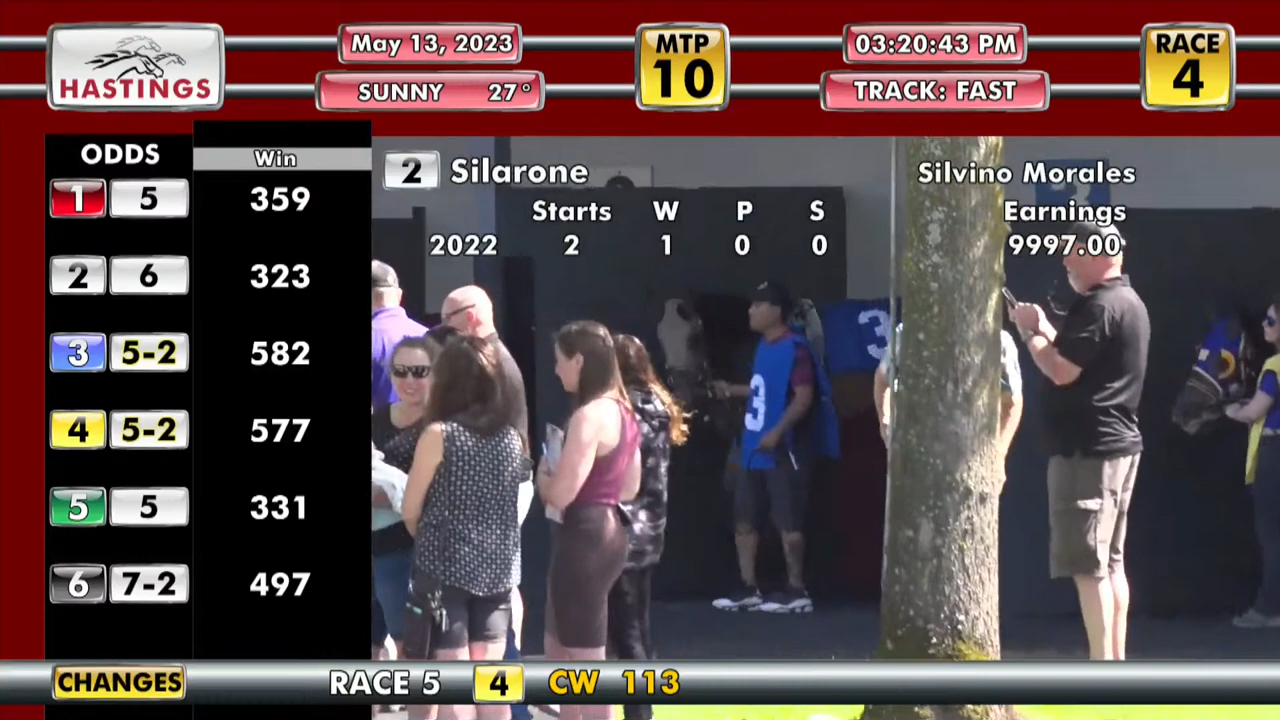 HASTINGS
May 13, 2023
SUNNY 27°
MTP
10
03:20:43 PM
TRACK: FAST
RACE
4
ODDS Win
1 5 359
2 6 323
3 5-2 582
4 5-2 577
5 5 331
6 7-2 497
2 Silarone Silvino Morales
Starts W P S Earnings
2022 2 1 0 0 9997.00
3
3
CHANGES RACE 5 4 CW 113